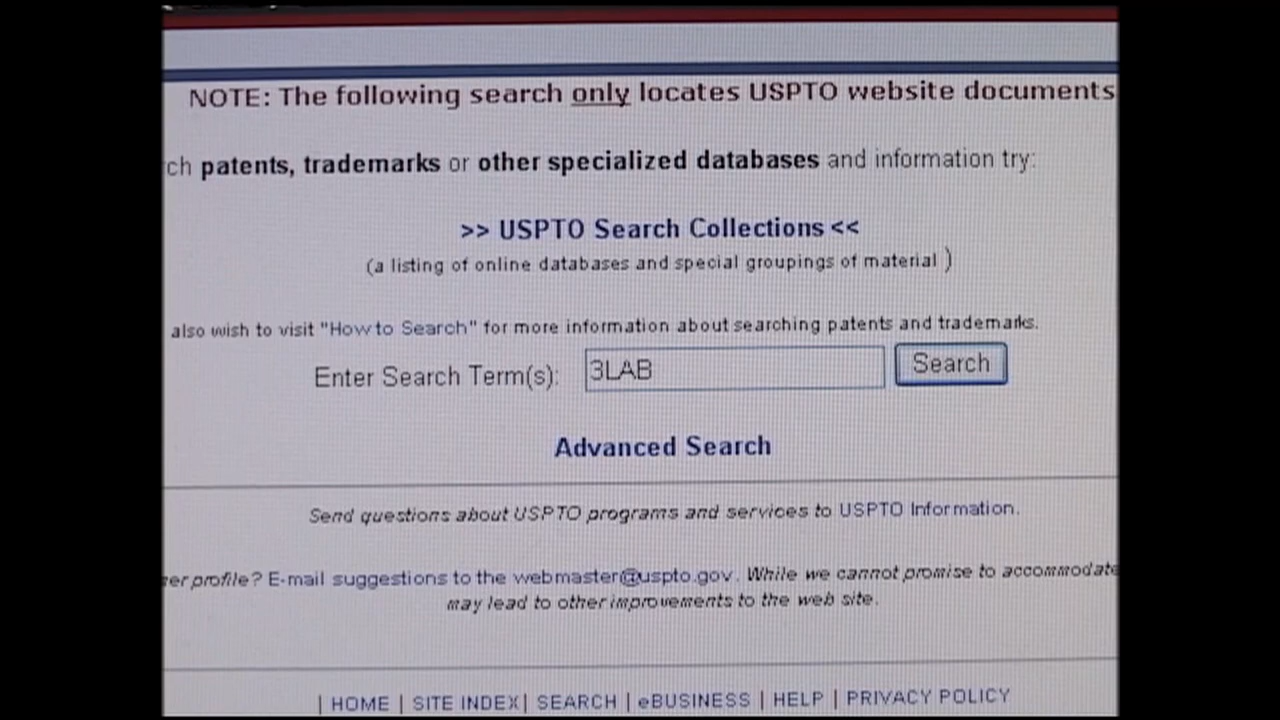 NOTE: The following search only locates USPTO website documents
ch patents, trademarks or other specialized databases and information try:
>> USPTO Search Collections <<
(a listing of online databases and special groupings of material )
also wish to visit "How to Search" for more information about searching patents and trademarks.
Enter Search Term(s): 3LAB Search
Advanced Search
Send questions about USPTO programs and services to USPTO Information.
er profile? E-mail suggestions to the webmaster@uspto.gov. While we cannot promise to accommodate
may lead to other improvements to the web site.
| HOME | SITE INDEX | SEARCH | eBUSINESS | HELP | PRIVACY POLICY